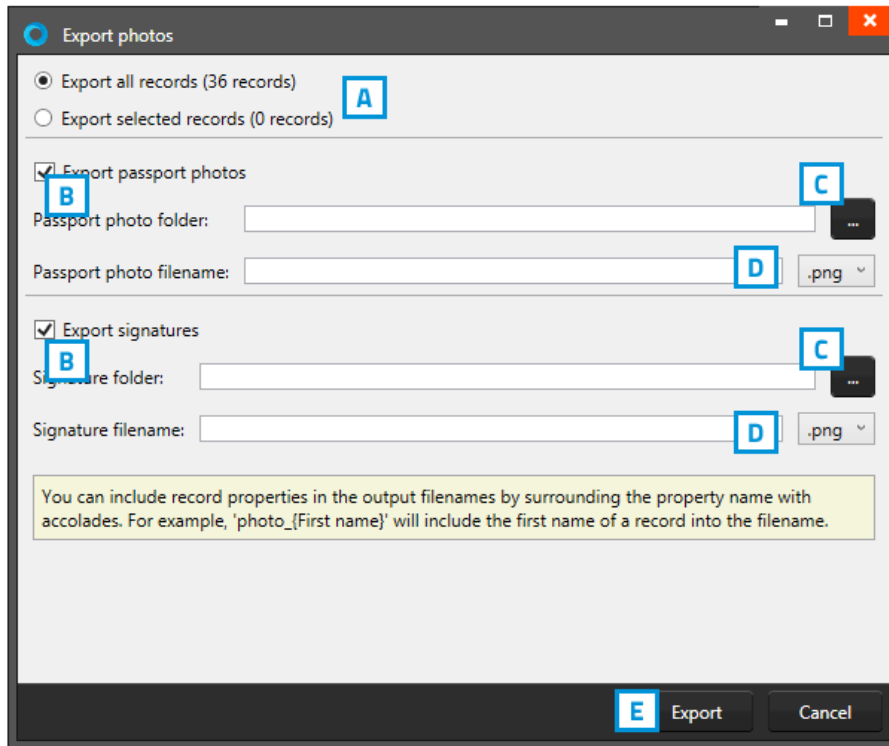 Export photos
Export all records (36 records)
A
Export selected records (0 records)
Export passport photos
B
C
Passport photo folder:
...
Passport photo filename:
D
.png
Export signatures
B
C
Signature folder:
...
Signature filename:
D
.png
You can include record properties in the output filenames by surrounding the property name with
accolades. For example, 'photo_{First name}' will include the first name of a record into the filename.
E Export Cancel